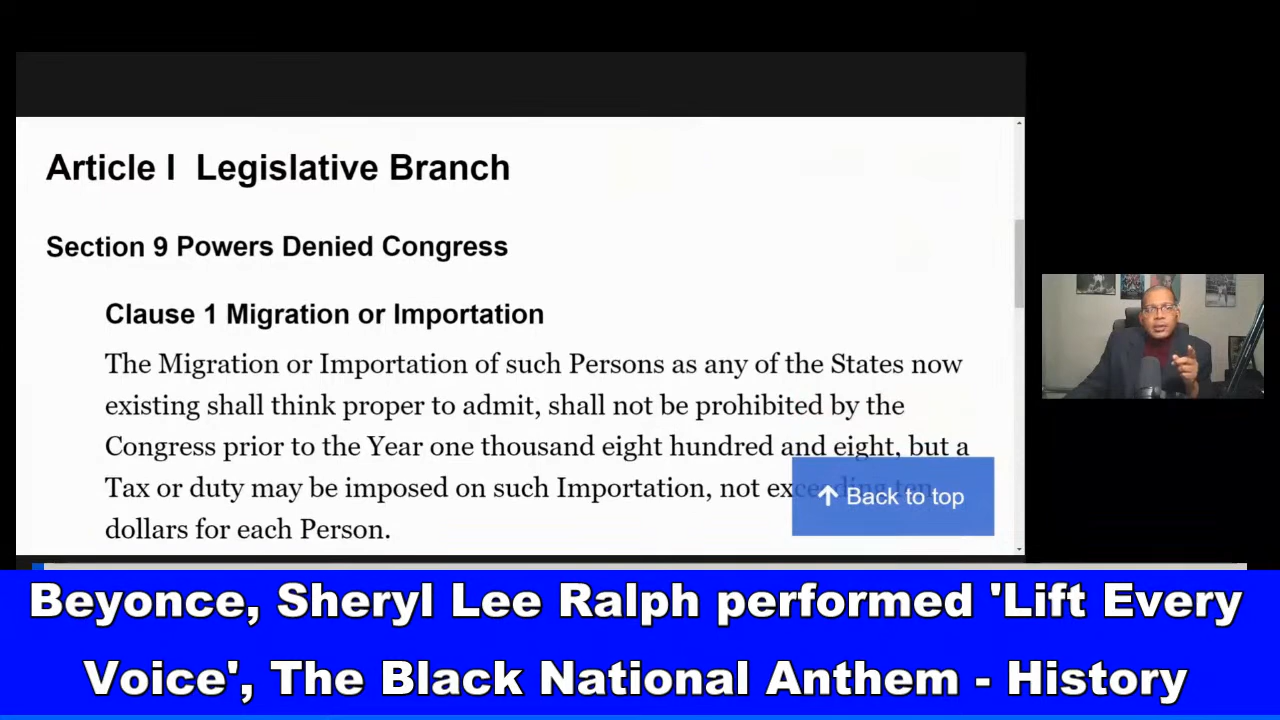 Article I Legislative Branch
Section 9 Powers Denied Congress
Clause 1 Migration or Importation
The Migration or Importation of such Persons as any of the States now
existing shall think proper to admit, shall not be prohibited by the
Congress prior to the Year one thousand eight hundred and eight, but a
Tax or duty may be imposed on such Importation, not exceeding ten
dollars for each Person.
↑ Back to top
Beyonce, Sheryl Lee Ralph performed 'Lift Every
Voice', The Black National Anthem - History